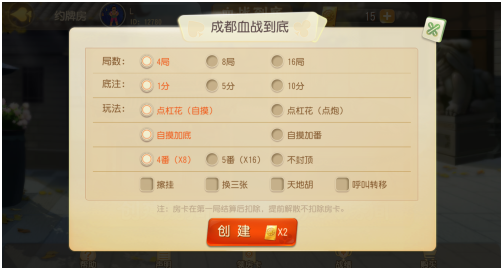 约牌房
15
成都血战到底
局数： 4局 8局 16局
底注： 1分 5分 10分
玩法： 点杠花（自摸） 点杠花（点炮）
自摸加底 自摸加番
4番（X8） 5番（X16） 不封顶
擦挂 换三张 天地胡 呼叫转移
注：房卡在第一局结算后扣除，提前解散不扣除房卡。
创建 X2